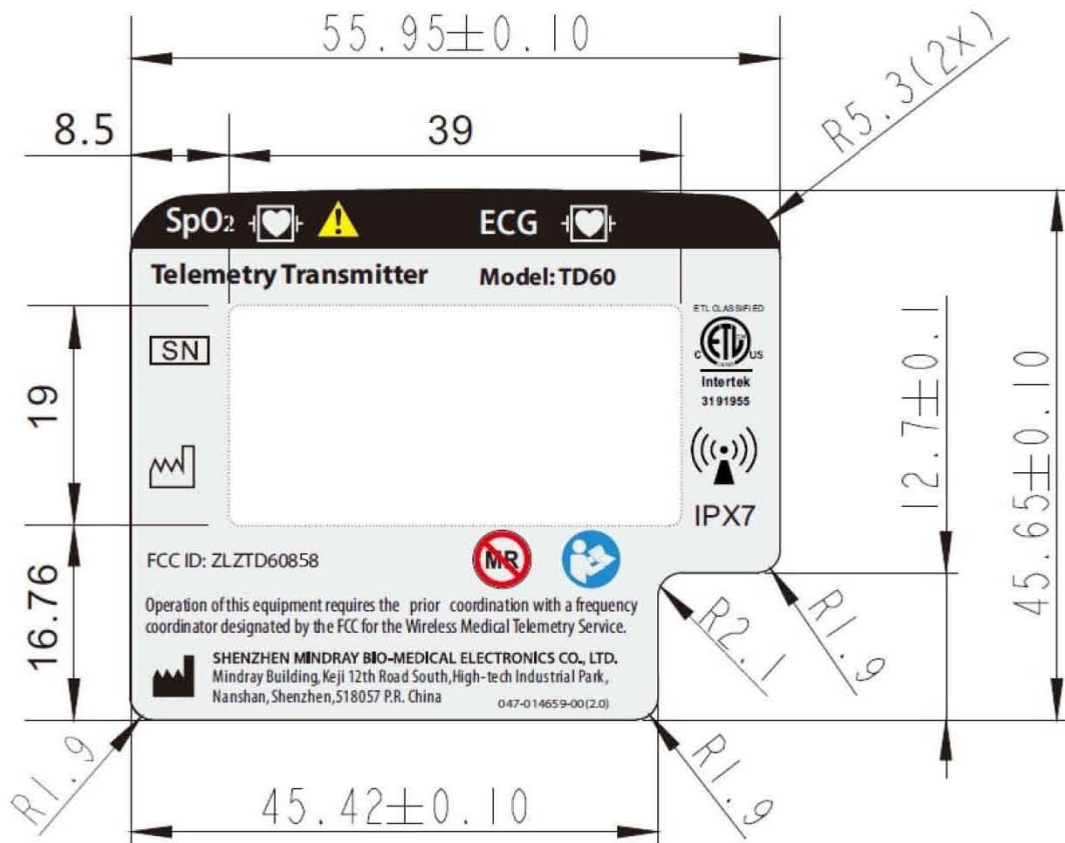 55.95±0.10
R5.3(2X)
8.5
39
SpO2
ECG
Telemetry Transmitter
Model: TD60
SN
ETL CLASSIFIED
ETL
C
US
Intertek
3191955
IPX7
19
12.7±0.1
45.65±0.10
16.76
FCC ID: ZLZTD60858
MR
Operation of this equipment requires the prior coordination with a frequency
coordinator designated by the FCC for the Wireless Medical Telemetry Service.
SHENZHEN MINDRAY BIO-MEDICAL ELECTRONICS CO., LTD.
Mindray Building, Keji 12th Road South, High-tech Industrial Park,
Nanshan, Shenzhen, 518057 P.R. China
047-014659-00(2.0)
R2.1
R1.9
R1.9
R1.9
45.42±0.10